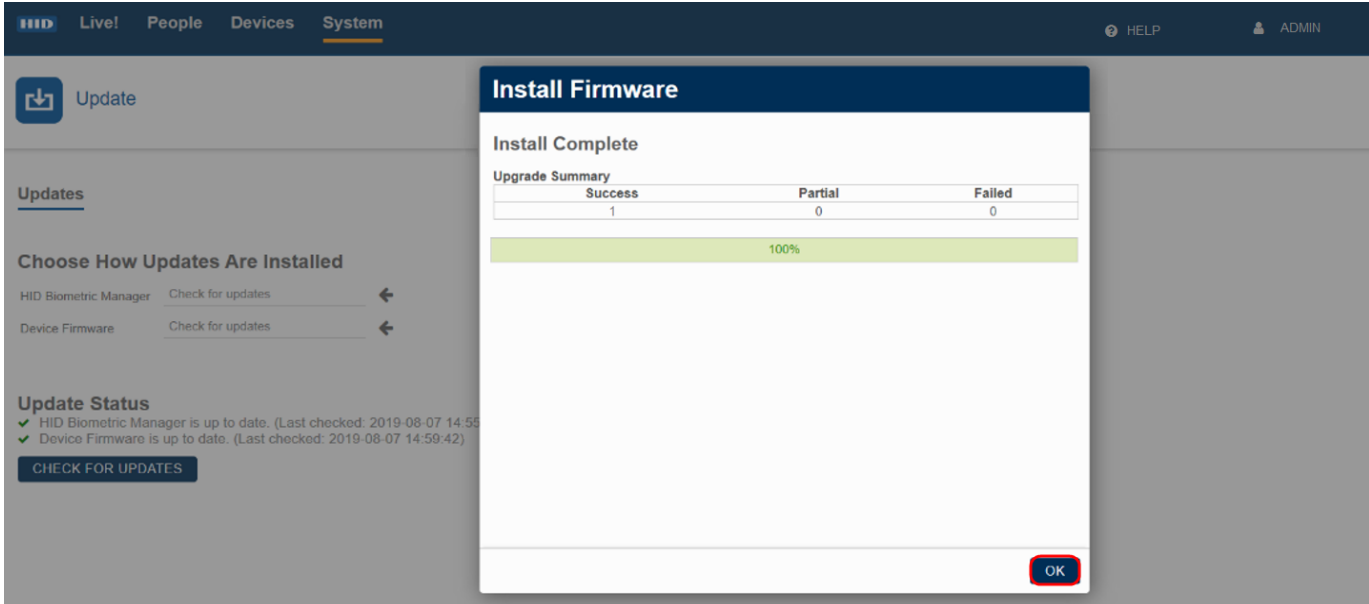 HID Live! People Devices System HELP ADMIN
Update
Install Firmware
Install Complete
Upgrade Summary
Success Partial Failed
1 0 0
100%
Updates
Choose How Updates Are Installed
HID Biometric Manager Check for updates
Device Firmware Check for updates
Update Status
HID Biometric Manager is up to date. (Last checked: 2019-08-07 14:55
Device Firmware is up to date. (Last checked: 2019-08-07 14:59:42)
CHECK FOR UPDATES
OK